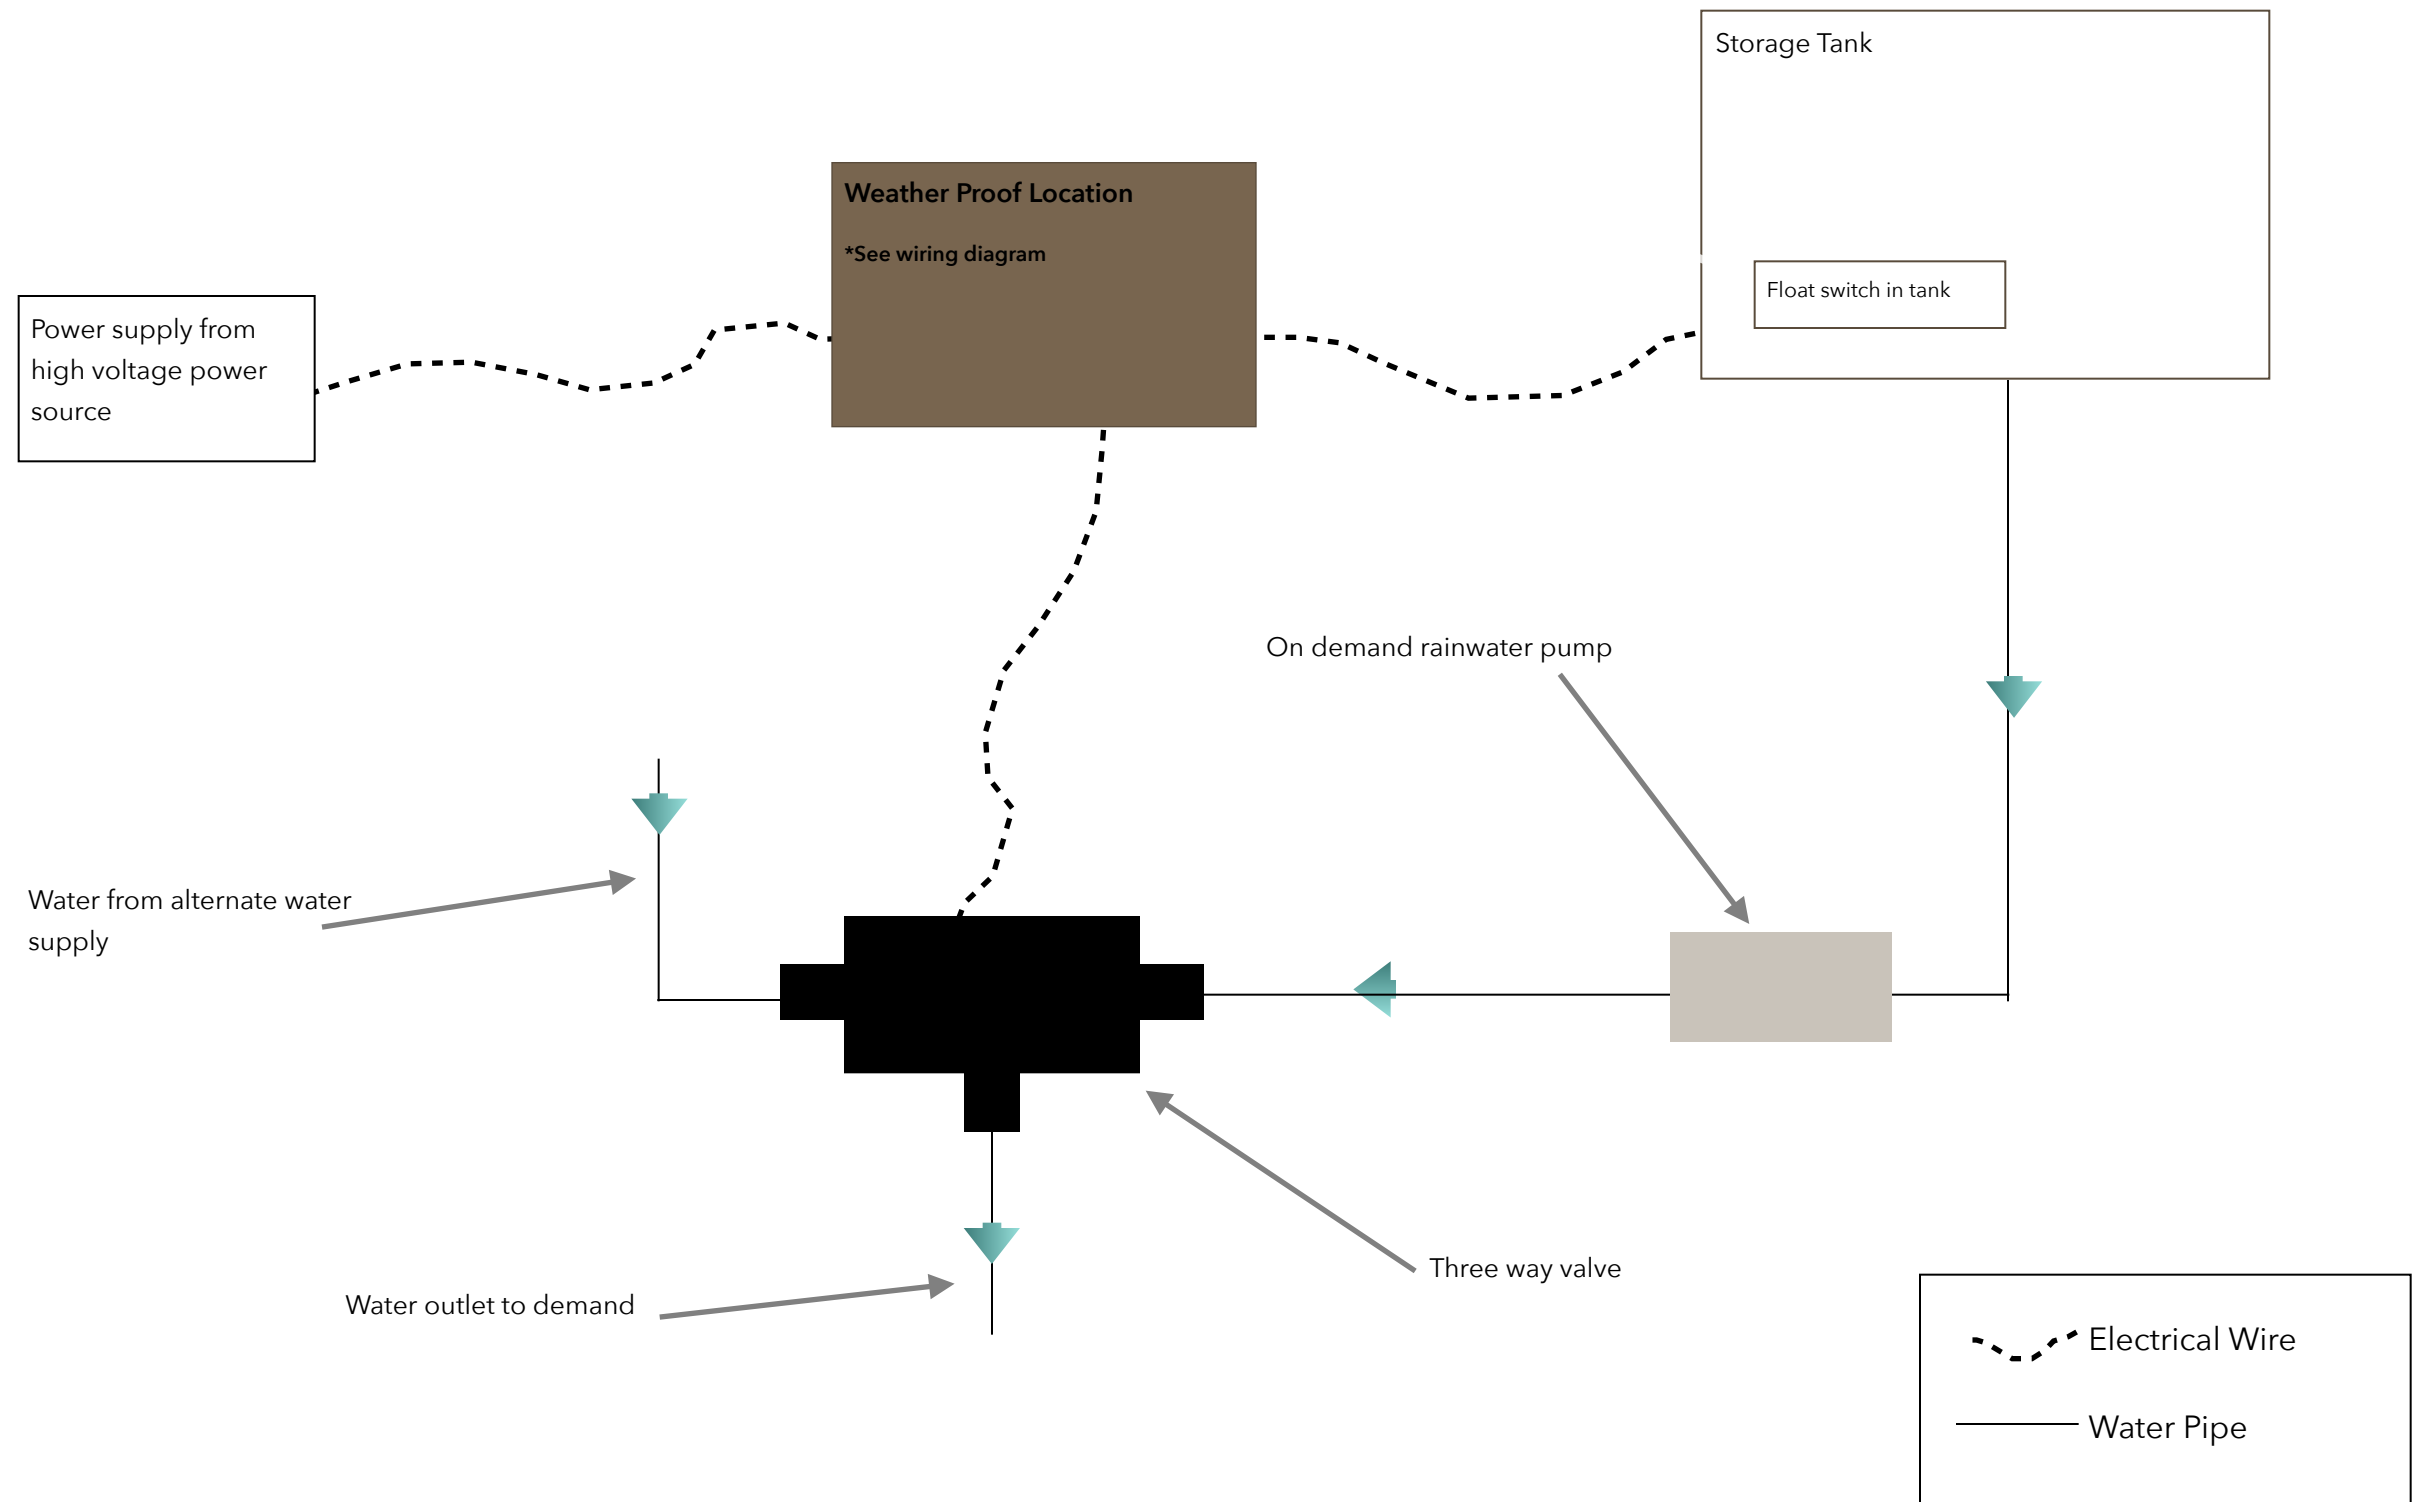 Storage Tank
Weather Proof Location
*See wiring diagram
Float switch in tank
Power supply from
high voltage power
source
On demand rainwater pump
Water from alternate water
supply
Three way valve
Water outlet to demand
Electrical Wire
Water Pipe